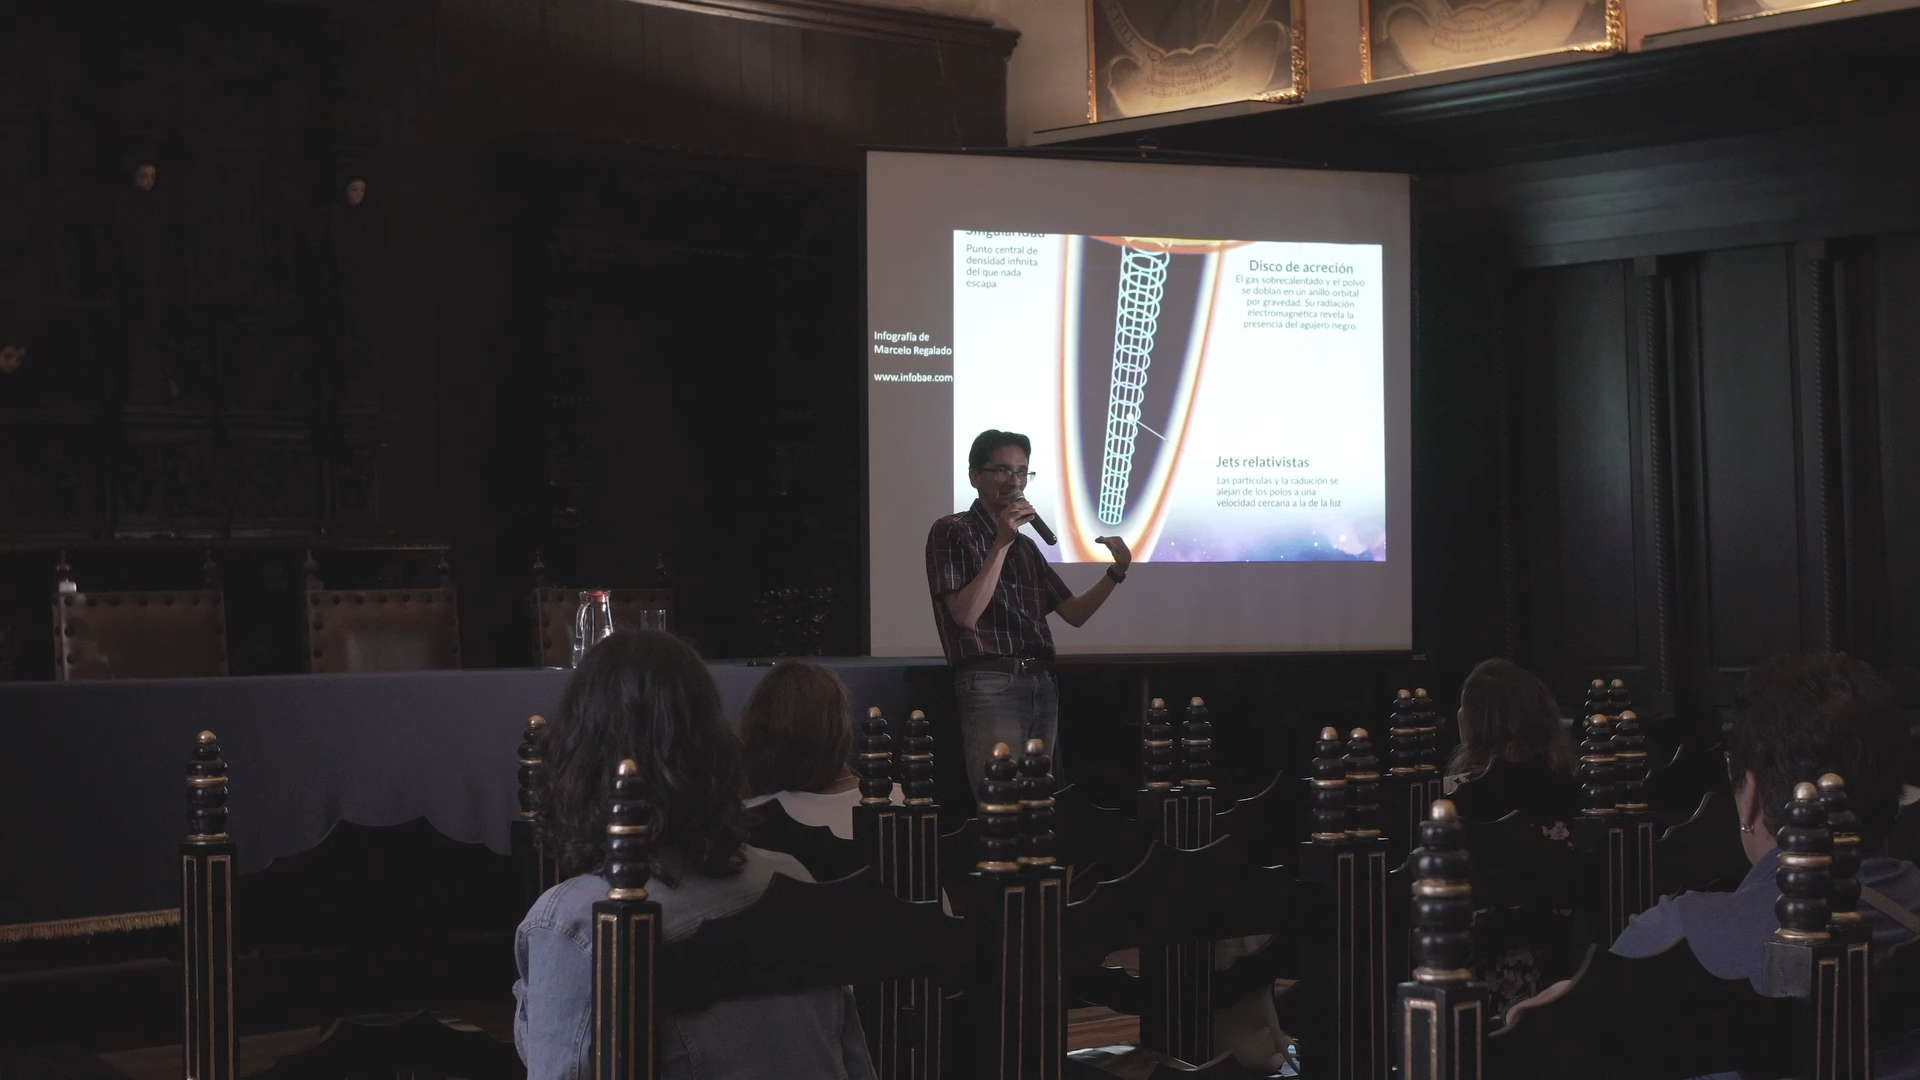 Singularidad
Punto central de
densidad infinita
del que nada
escapa.
Infografía de
Marcelo Regalado
www.infobae.com
Disco de acreción
El gas sobrecalentado y el polvo
se doblan en un anillo orbital
por gravedad. Su radiación
electromagnética revela la
presencia del agujero negro.
Jets relativistas
Las partículas y la radiación se
alejan de los polos a una
velocidad cercana a la de la luz